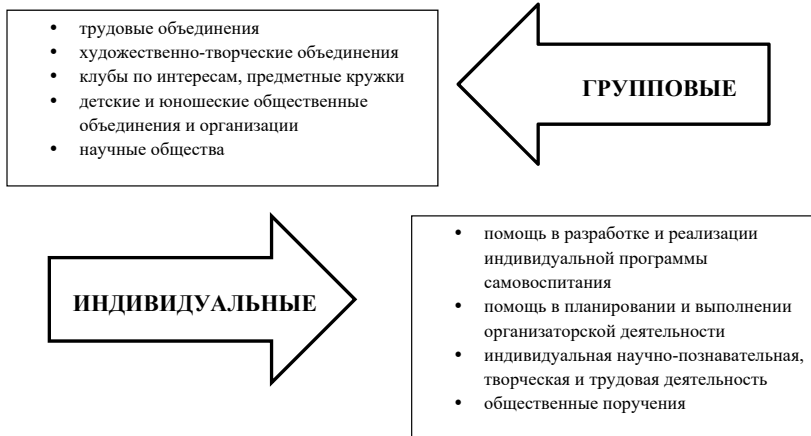 • трудовые объединения
• художественно-творческие объединения
• клубы по интересам, предметные кружки
• детские и юношеские общественные
объединения и организации
• научные общества
ГРУППОВЫЕ
ИНДИВИДУАЛЬНЫЕ
• помощь в разработке и реализации
индивидуальной программы
самовоспитания
• помощь в планировании и выполнении
организаторской деятельности
• индивидуальная научно-познавательная,
творческая и трудовая деятельность
• общественные поручения